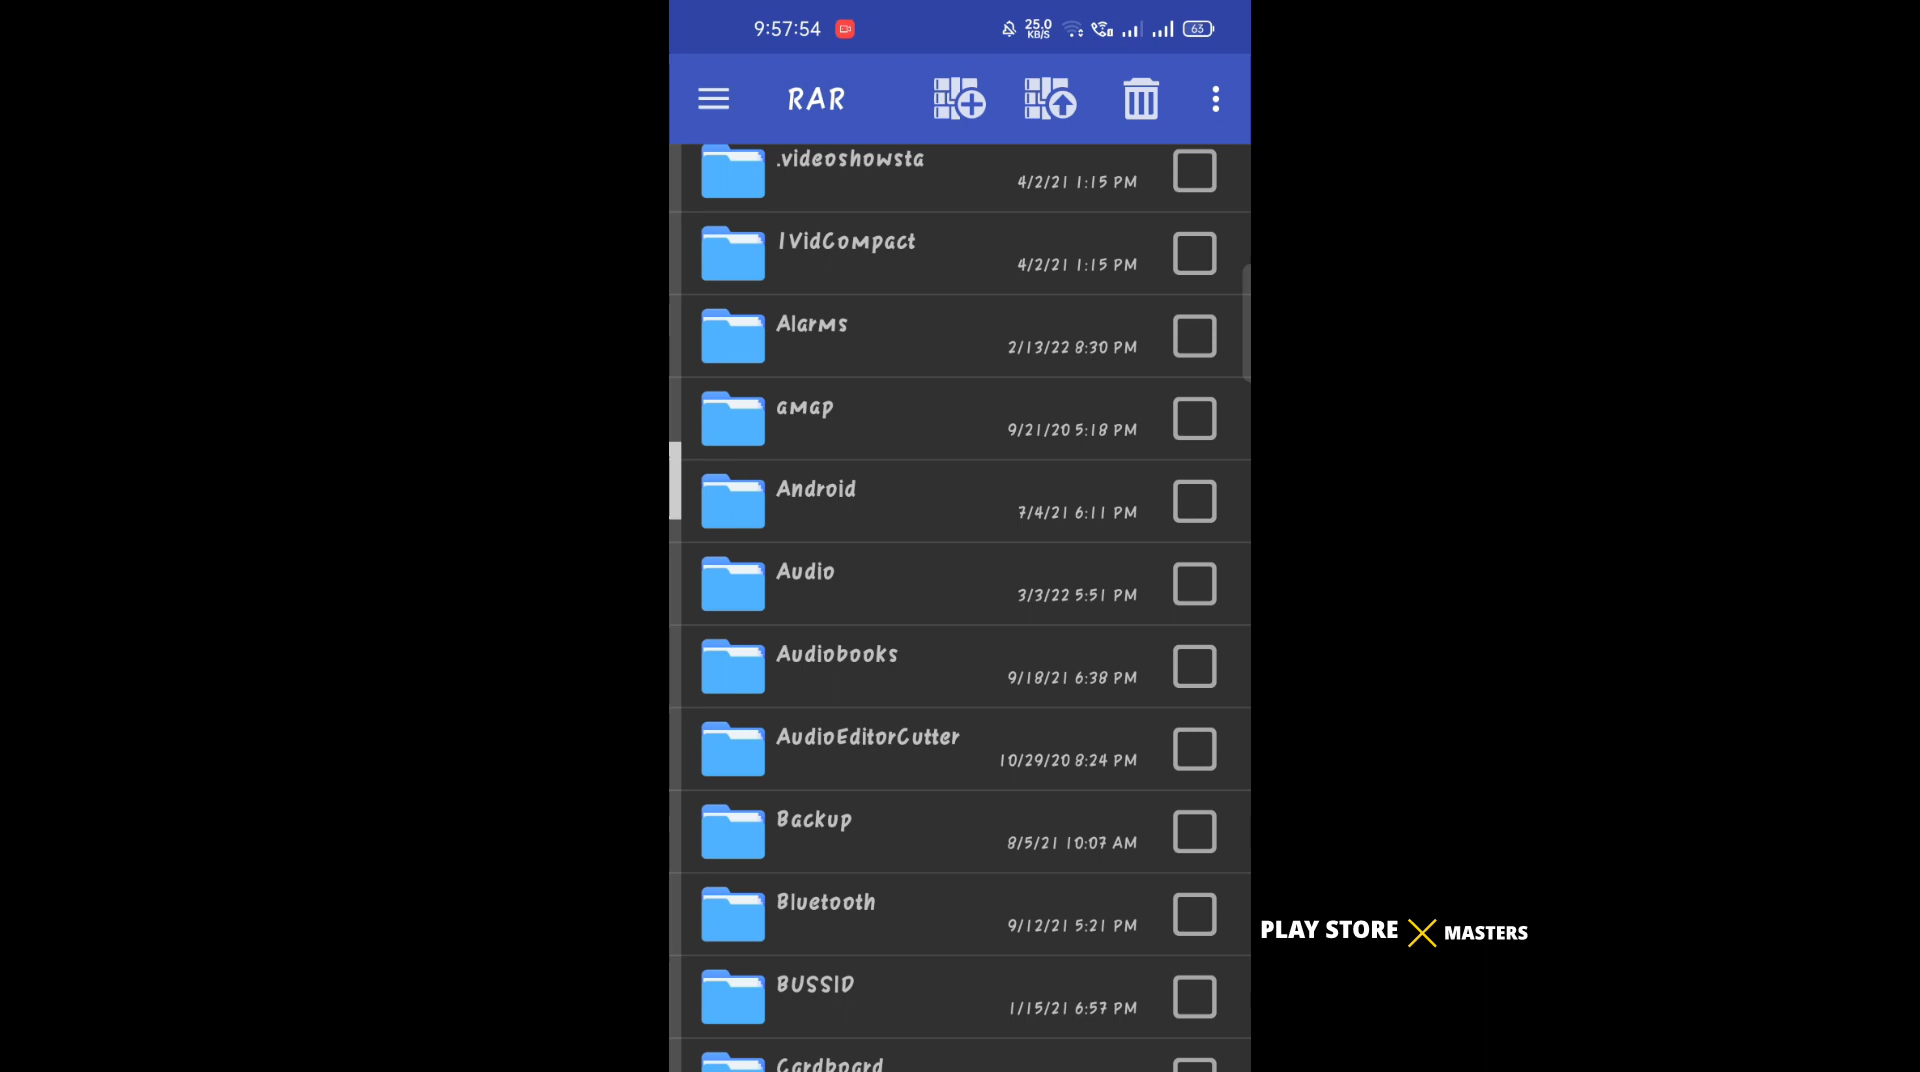 9:57:54 25.0 KB/S 63
RAR
.videoshowsta
4/2/21 1:15 PM
1VidCompact
4/2/21 1:15 PM
Alarms
2/13/22 8:30 PM
amap
9/21/20 5:18 PM
Android
7/4/21 6:11 PM
Audio
3/3/22 5:51 PM
Audiobooks
9/18/21 6:38 PM
AudioEditorCutter
10/29/20 8:24 PM
Backup
8/5/21 10:07 AM
Bluetooth
9/12/21 5:21 PM
PLAY STORE X MASTERS
BUSSID
1/15/21 6:57 PM
Cardboard